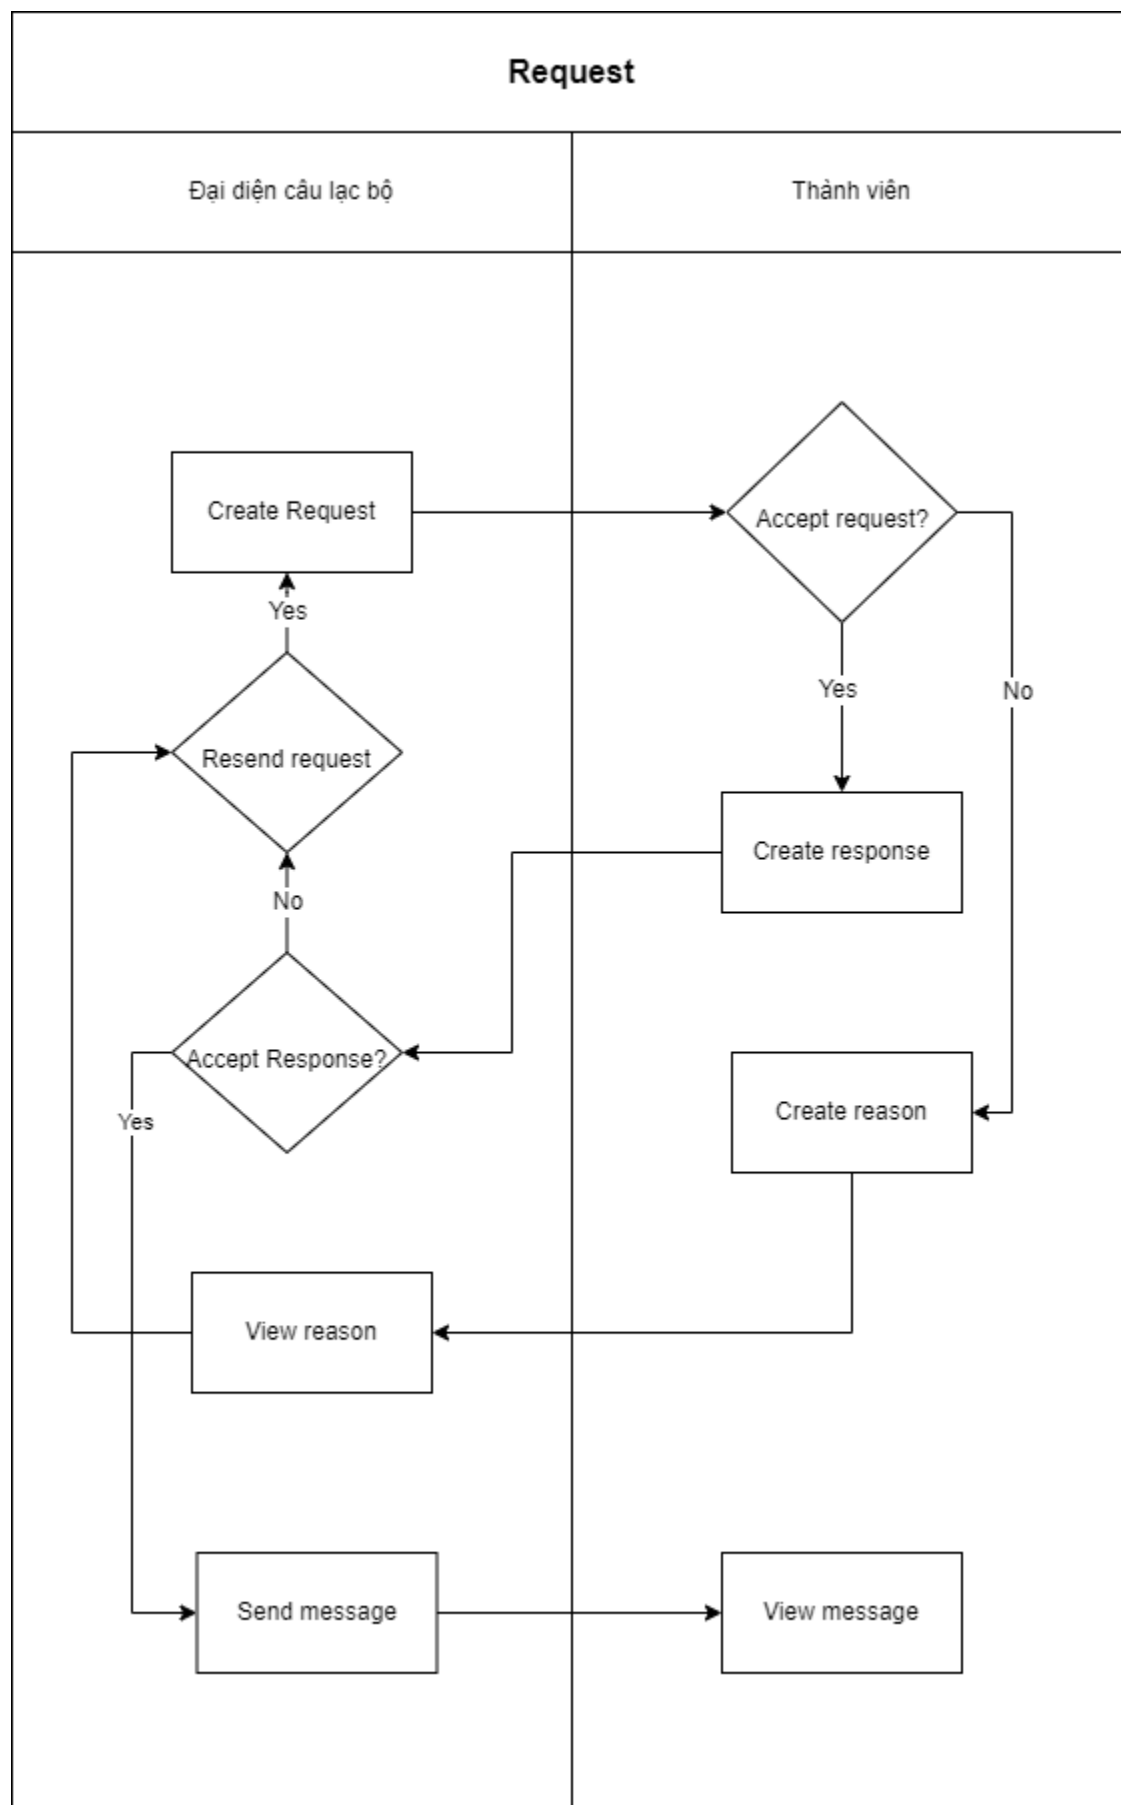 Request
Đại diện câu lạc bộ
Thành viên
Create Request
Accept request?
Yes
Yes
No
Resend request
Create response
No
Accept Response?
Create reason
Yes
View reason
Send message
View message